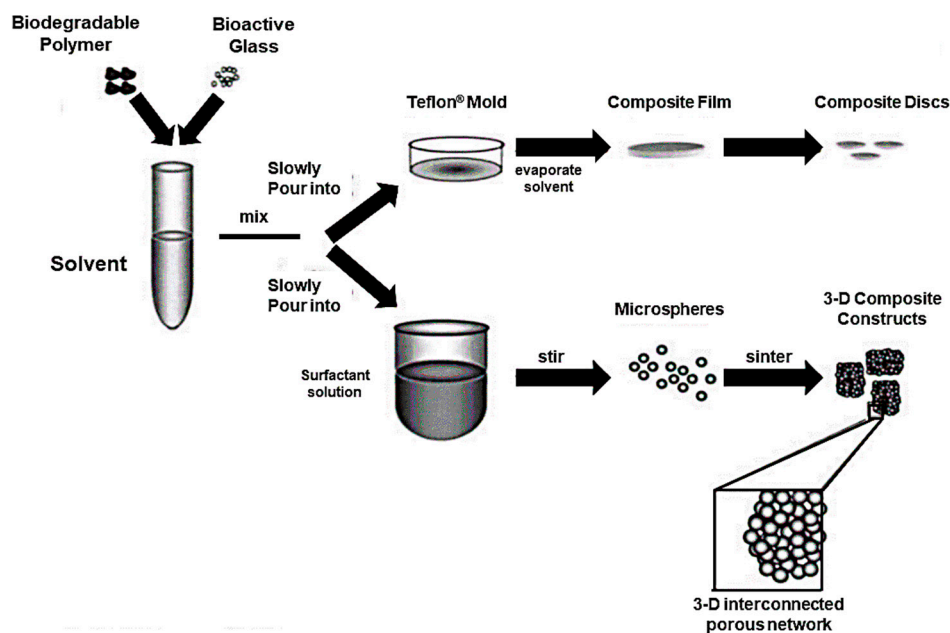 Biodegradable
Polymer
Bioactive
Glass
Solvent
mix
Slowly
Pour into
Teflon® Mold
evaporate
solvent
Composite Film
Composite Discs
Slowly
Pour into
Surfactant
solution
stir
Microspheres
sinter
3-D Composite
Constructs
3-D interconnected
porous network